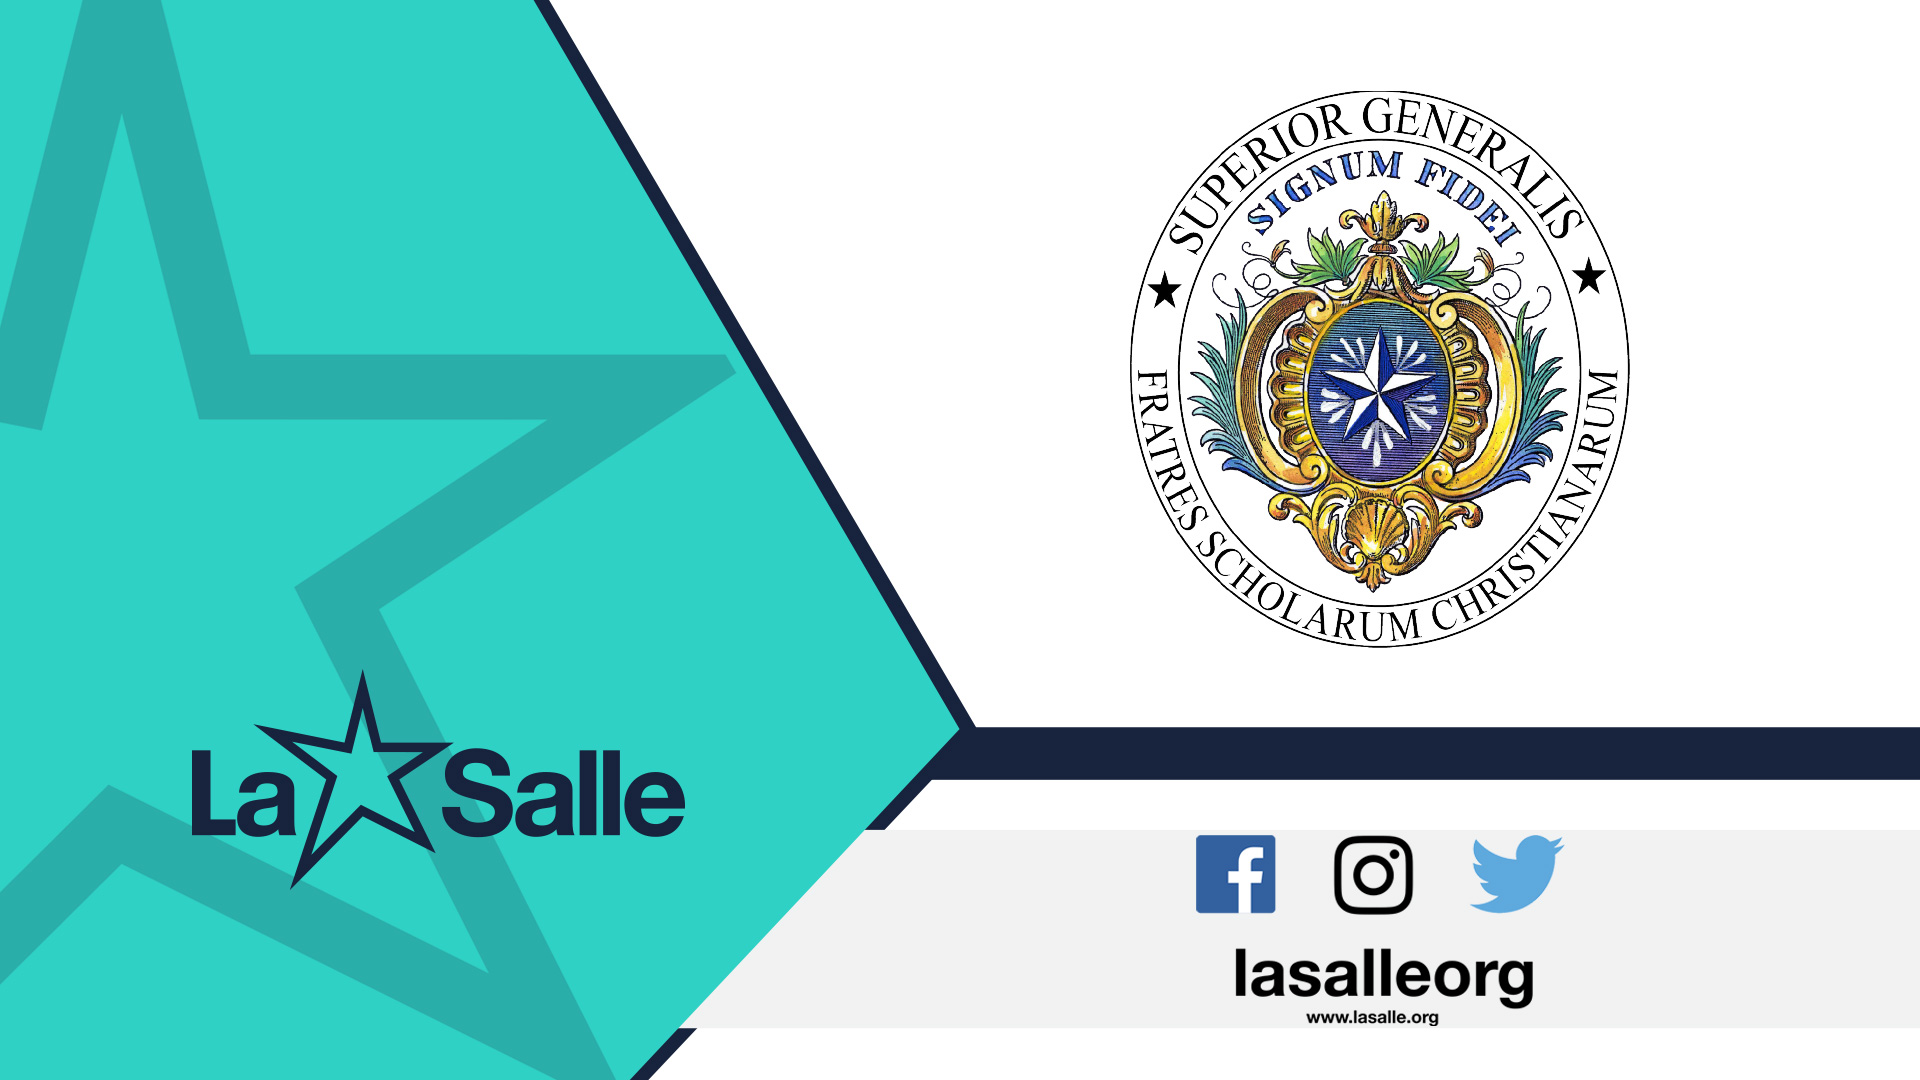 SUPERIOR GENERALIS
SIGNUM FIDEI
FRATRES SCHOLARUM CHRISTIANARUM
La Salle
lasalleorg
www.lasalle.org